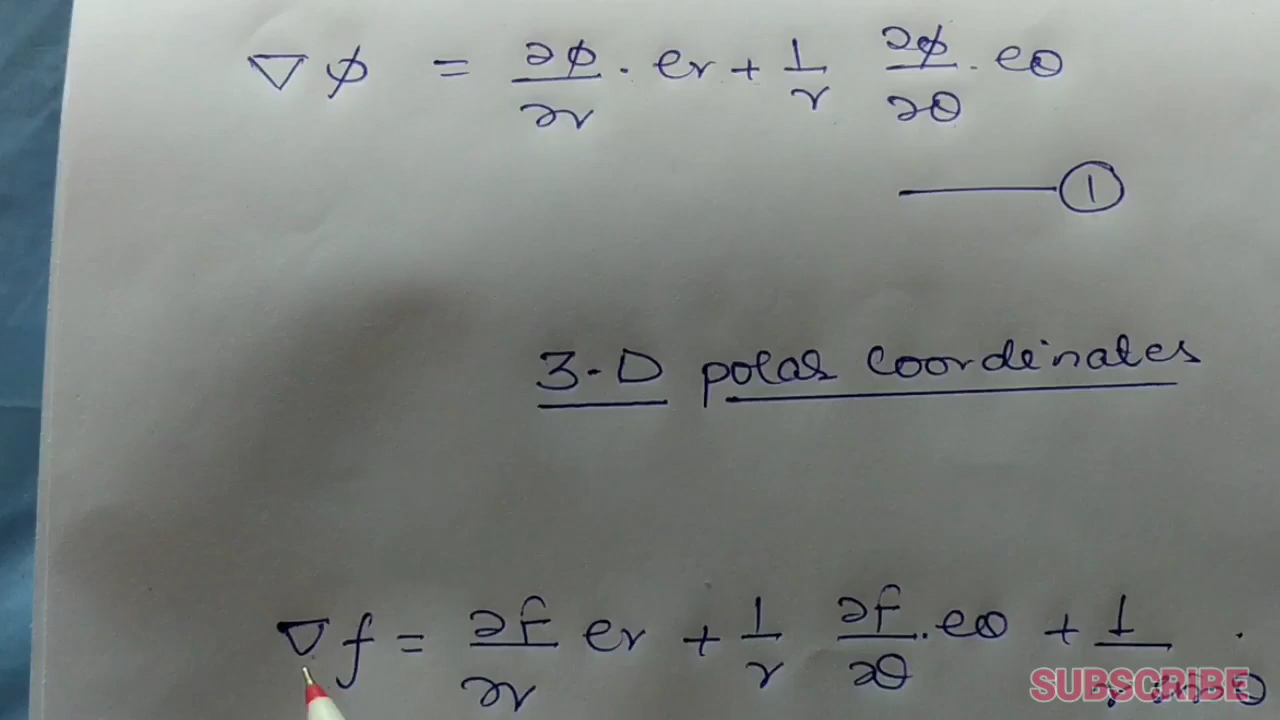 ∇φ = ∂φ/∂r . er + 1/r ∂φ/∂θ . eθ
①
3-D polar coordinates
∇f = ∂f/∂r er + 1/r ∂f/∂θ . eθ + 1/ .
SUBSCRIBE